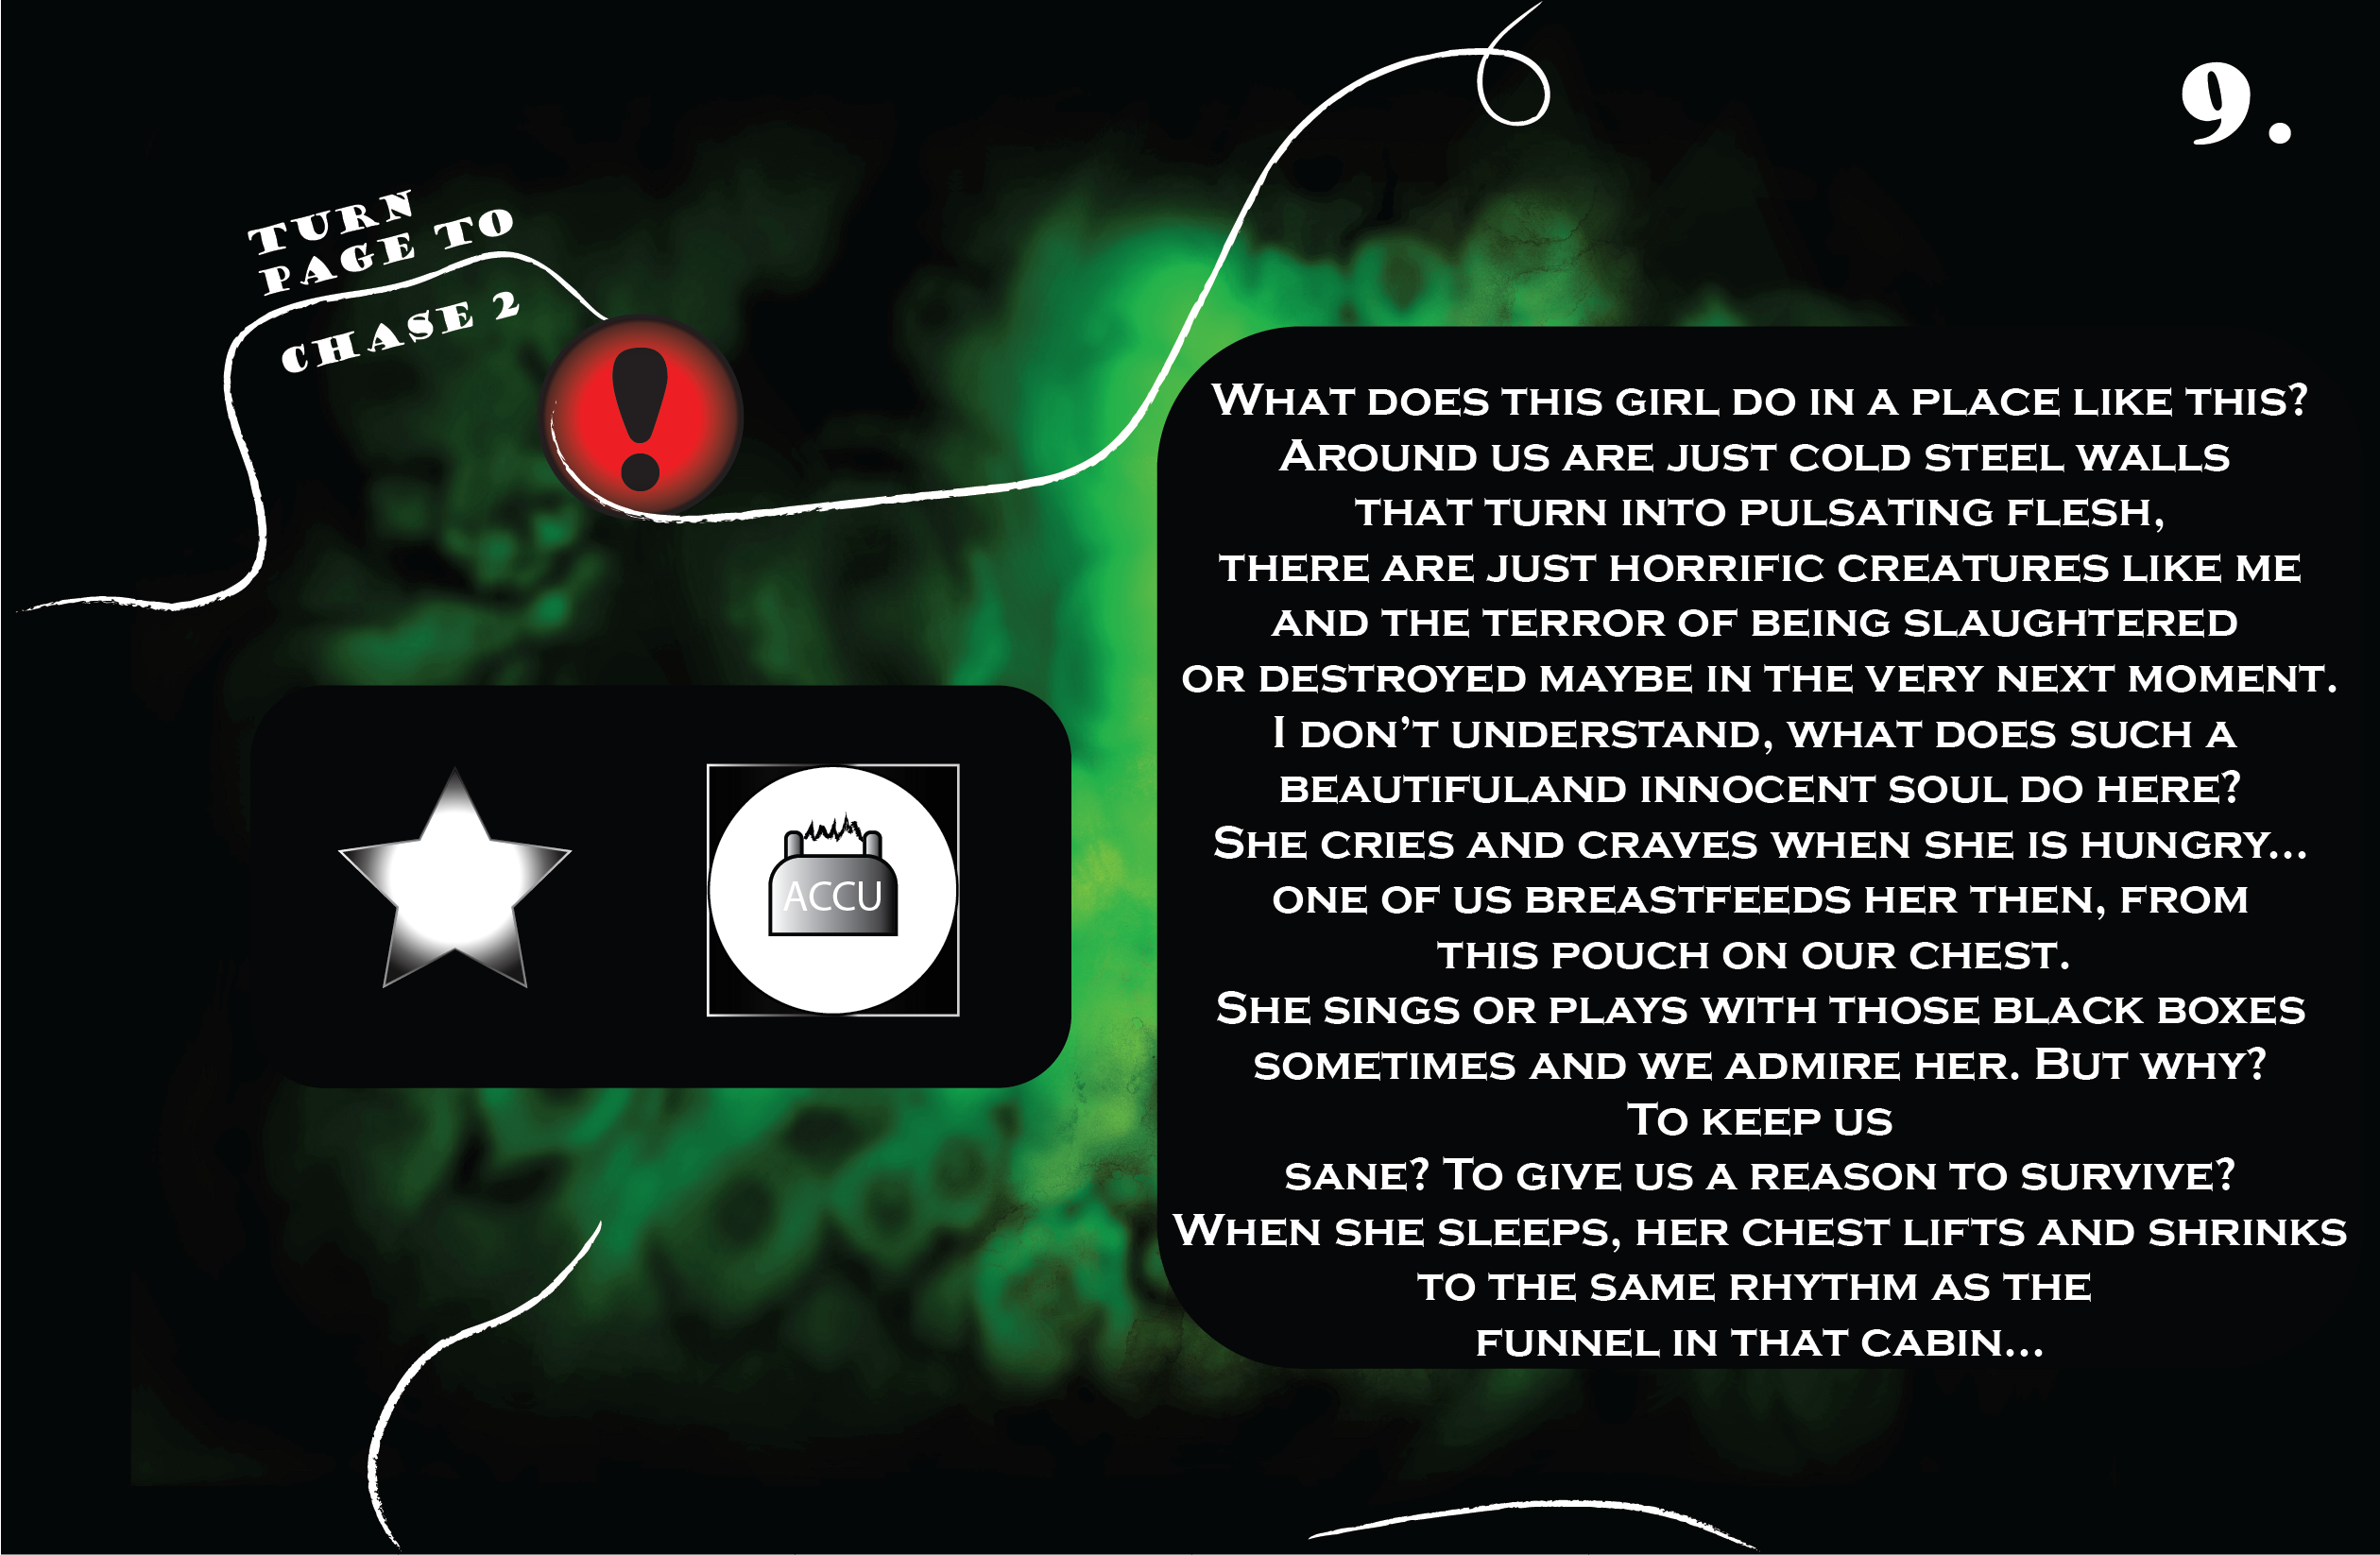 9.
TURN
PAGE TO
CHASE 2
What does this girl do in a place like this?
Around us are just cold steel walls
that turn into pulsating flesh,
there are just horrific creatures like me
and the terror of being slaughtered
or destroyed maybe in the very next moment.
I don’t understand, what does such a
beautifuland innocent soul do here?
She cries and craves when she is hungry...
one of us breastfeeds her then, from
this pouch on our chest.
She sings or plays with those black boxes
sometimes and we admire her. But why?
To keep us
sane? To give us a reason to survive?
When she sleeps, her chest lifts and shrinks
to the same rhythm as the
funnel in that cabin...
ACCU